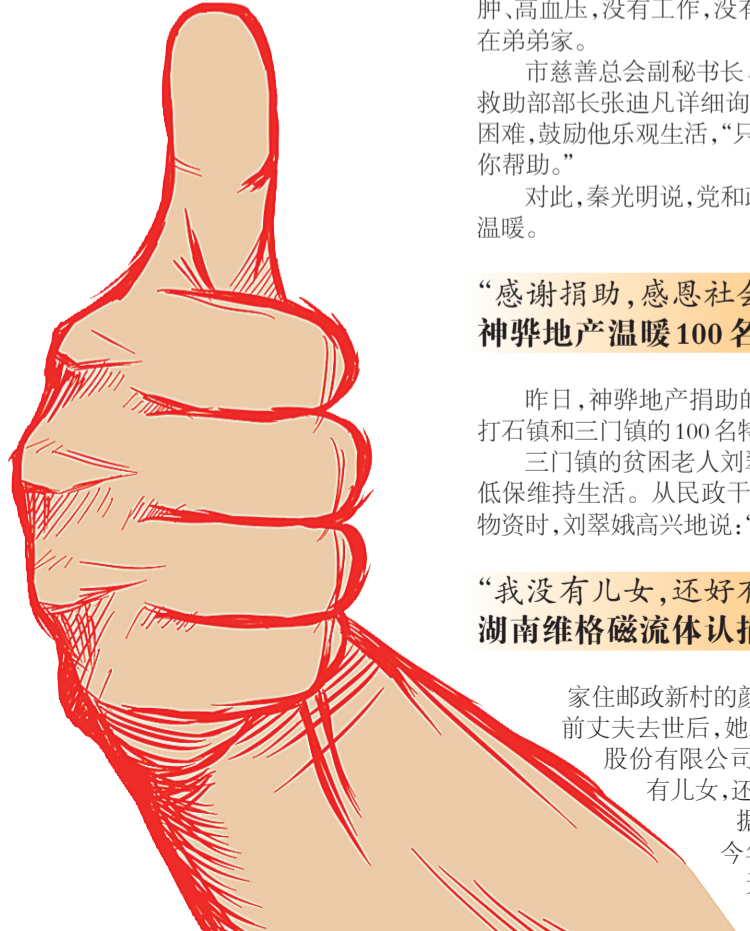 肿、高血压,没有工作,没有
在弟弟家。
市慈善总会副秘书长、
救助部部长张迪凡详细询
困难,鼓励他乐观生活,“只
你帮助。”
对此,秦光明说,党和政
温暖。
“感谢捐助,感恩社会
神骅地产温暖100名
昨日,神骅地产捐助的
打石镇和三门镇的100名特
三门镇的贫困老人刘翠
低保维持生活。从民政干
物资时,刘翠娥高兴地说:“
“我没有儿女,还好有
湖南维格磁流体认捐
家住邮政新村的颜
前丈夫去世后,她
股份有限公司
有儿女,还
据
今年